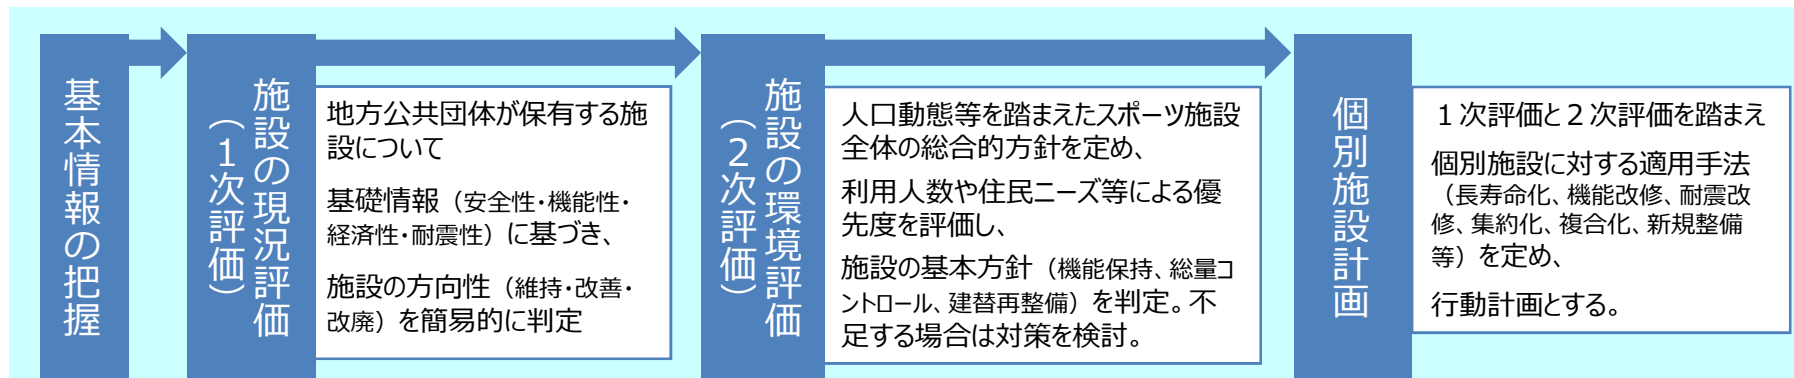 基本情報の把握
施設の現況評価
（１次評価）
地方公共団体が保有する施
設について
基礎情報（安全性・機能性・
経済性・耐震性）に基づき、
施設の方向性（維持・改善・
改廃）を簡易的に判定
施設の環境評価
（２次評価）
人口動態等を踏まえたスポーツ施設
全体の総合的方針を定め、
利用人数や住民ニーズ等による優
先度を評価し、
施設の基本方針（機能保持、総量コ
ントロール、建替再整備）を判定。不
足する場合は対策を検討。
個別施設計画
１次評価と２次評価を踏まえ
個別施設に対する適用手法
（長寿命化、機能改修、耐震改
修、集約化、複合化、新規整備
等）を定め、
行動計画とする。